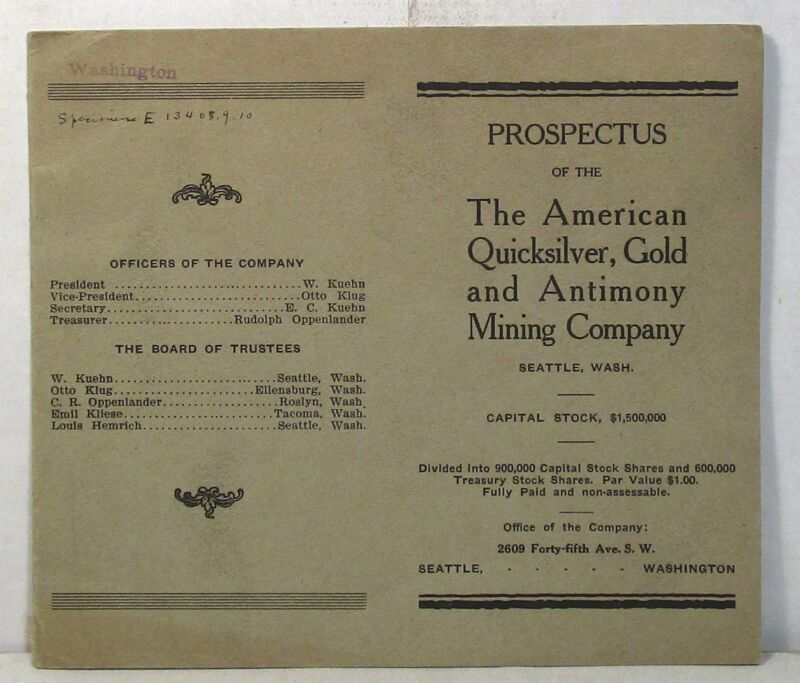 Washington
E 13408.9.10
OFFICERS OF THE COMPANY
President ............................W. Kuehn
Vice-President..........................Otto Klug
Secretary............................E. C. Kuehn
Treasurer...................Rudolph Oppenlander
THE BOARD OF TRUSTEES
W. Kuehn.........................Seattle, Wash.
Otto Klug......................Ellensburg, Wash.
C. R. Oppenlander..................Roslyn, Wash
Emil Kliese........................Tacoma, Wash.
Louis Hemrich.....................Seattle, Wash.
PROSPECTUS
OF THE
The American
Quicksilver, Gold
and Antimony
Mining Company
SEATTLE, WASH.
CAPITAL STOCK, $1,500,000
Divided into 900,000 Capital Stock Shares and 600,000
Treasury Stock Shares. Par Value $1.00.
Fully Paid and non-assessable.
Office of the Company:
2609 Forty-fifth Ave. S. W.
SEATTLE, - - - - - WASHINGTON